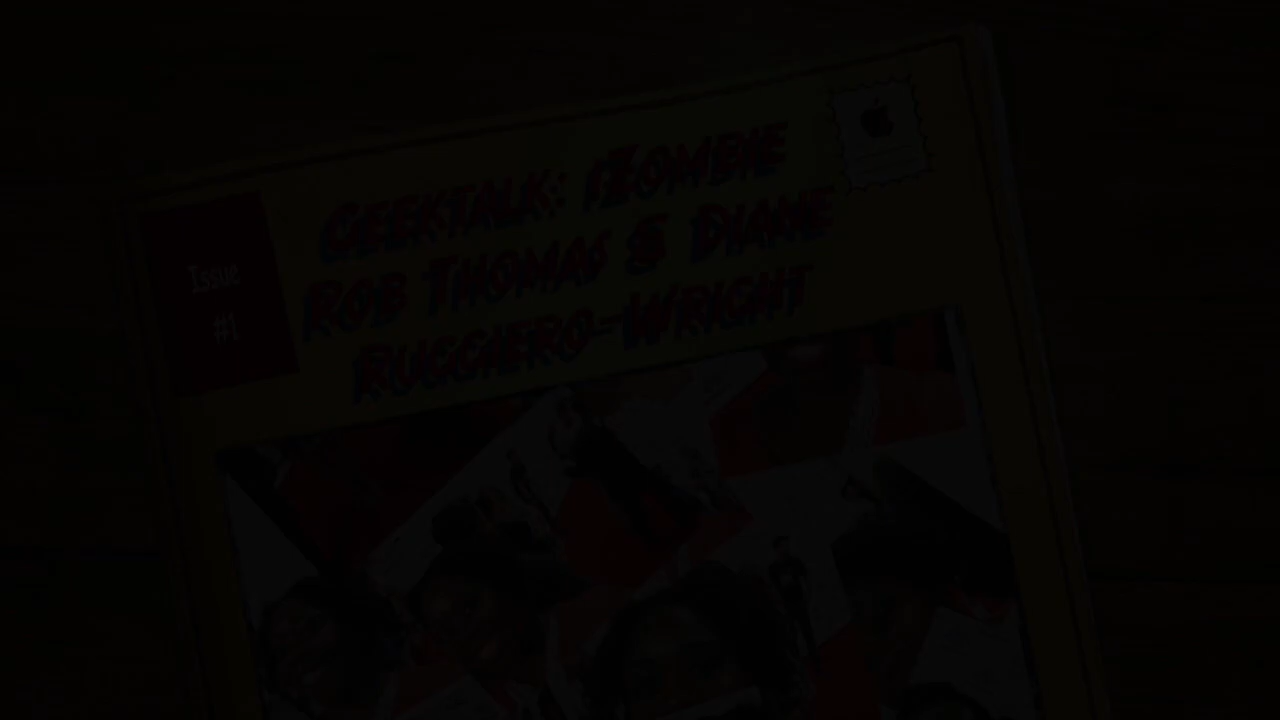 GEEKTALK: iZOMBIE
ROB THOMAS & DIANE
RUGGIERO-WRIGHT
Issue
#1